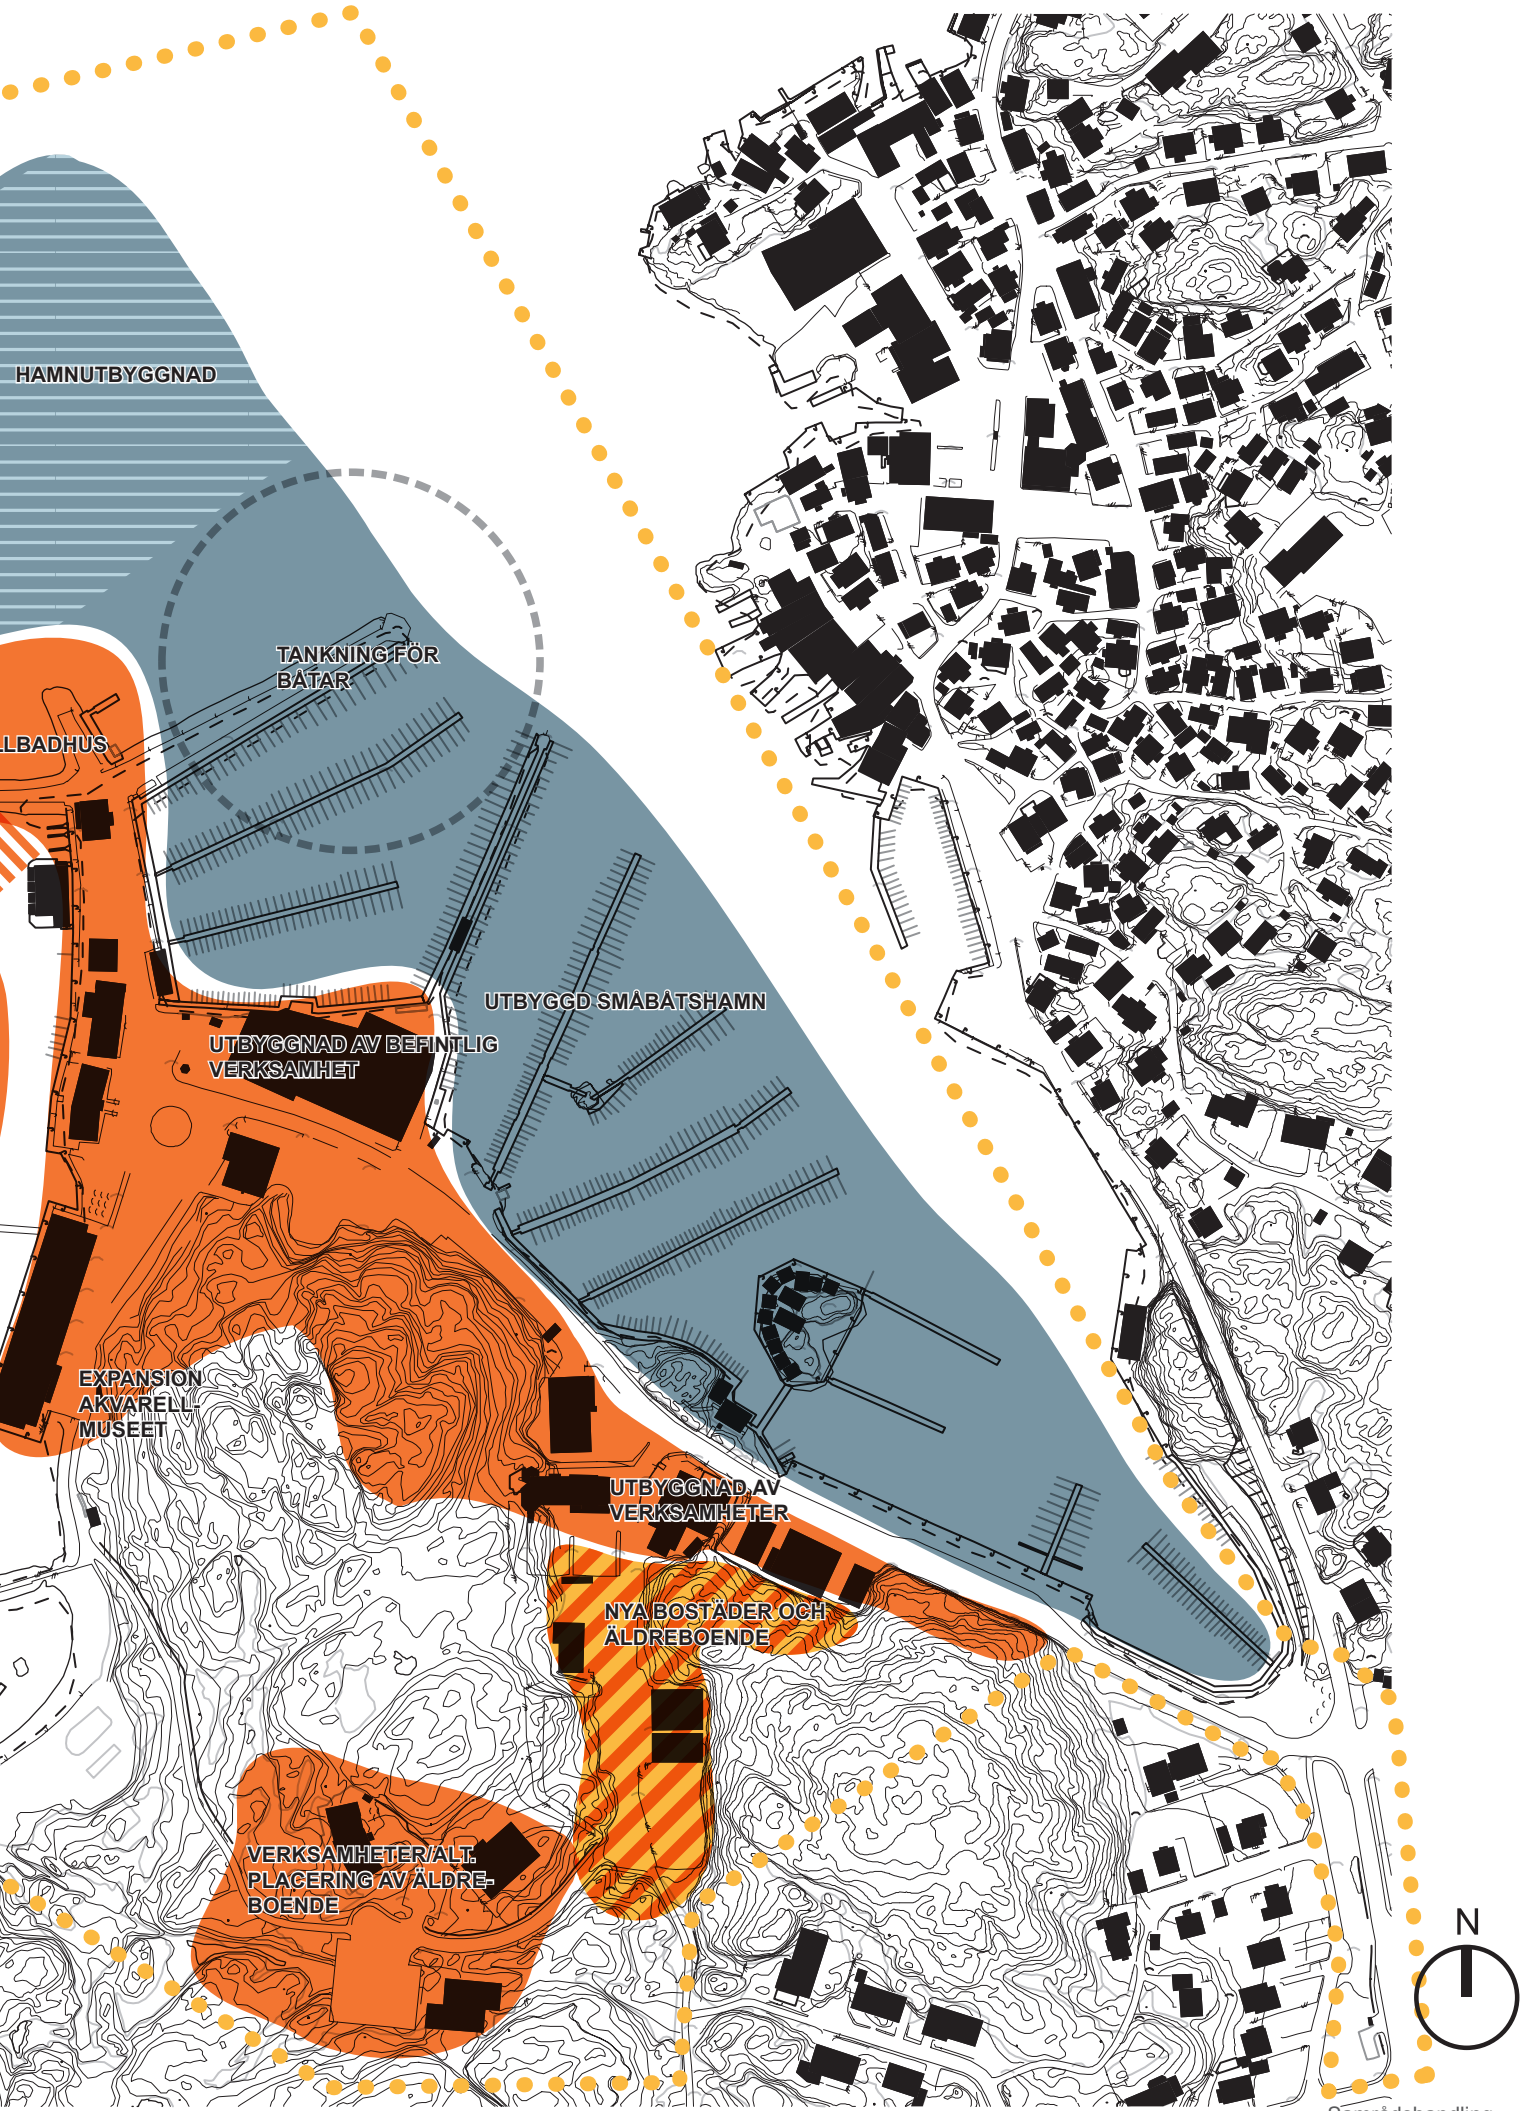 HAMNUTBYGGNAD
TANKNING FÖR
BÅTAR
LLBADHUS
UTBYGGD SMÅBÅTSHAMN
UTBYGGNAD AV BEFINTLIG
VERKSAMHET
EXPANSION
AKVARELL-
MUSEET
UTBYGGNAD AV
VERKSAMHETER
NYA BOSTÄDER OCH
ÄLDREBOENDE
VERKSAMHETER/ALT.
PLACERING AV ÄLDRE-
BOENDE
N